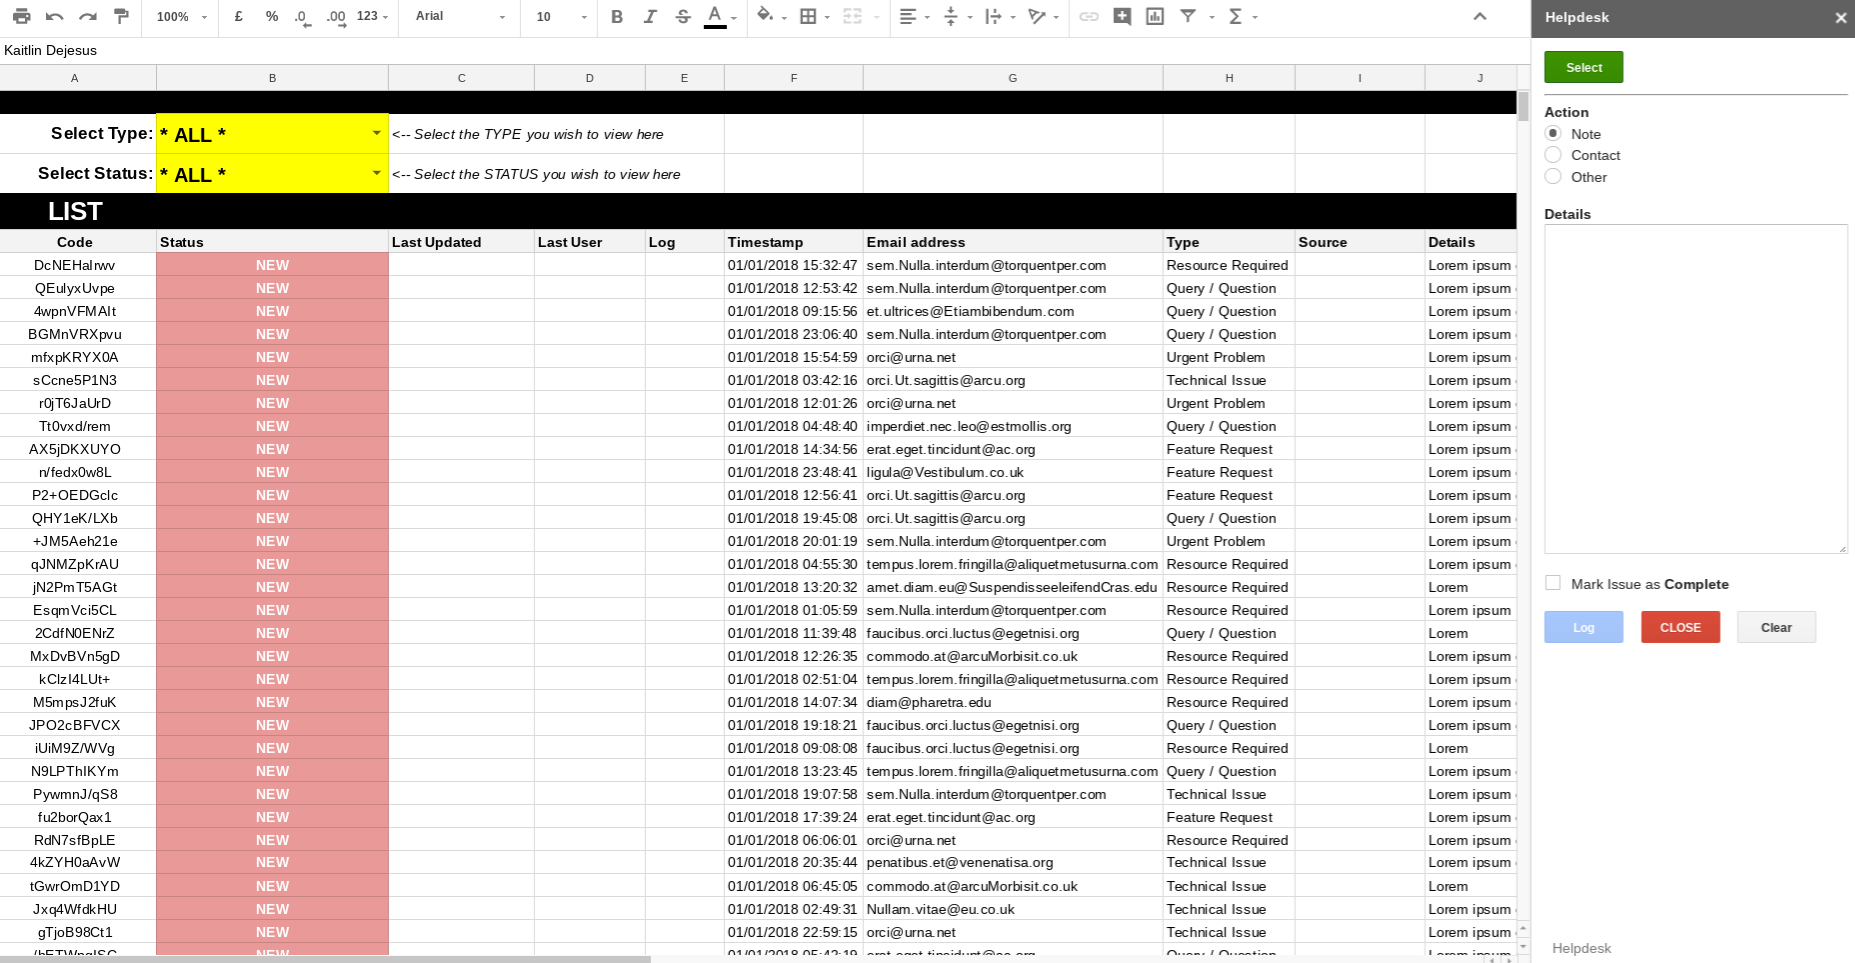 100% £ % .0 .00 123 Arial 10 B I S A Helpdesk
Kaitlin Dejesus
A B C D E F G H I J
Select Type: * ALL * <-- Select the TYPE you wish to view here
Select Status: * ALL * <-- Select the STATUS you wish to view here
LIST
Code Status Last Updated Last User Log Timestamp Email address Type Source Details
DcNEHaIrwv NEW 01/01/2018 15:32:47 sem.Nulla.interdum@torquentper.com Resource Required Lorem ipsum
QEulyxUvpe NEW 01/01/2018 12:53:42 sem.Nulla.interdum@torquentper.com Query / Question Lorem ipsum
4wpnVFMAIt NEW 01/01/2018 09:15:56 et.ultrices@Etiambibendum.com Query / Question Lorem ipsum
BGMnVRXpvu NEW 01/01/2018 23:06:40 sem.Nulla.interdum@torquentper.com Query / Question Lorem ipsum
mfxpKRYX0A NEW 01/01/2018 15:54:59 orci@urna.net Urgent Problem Lorem ipsum
sCcne5P1N3 NEW 01/01/2018 03:42:16 orci.Ut.sagittis@arcu.org Technical Issue Lorem ipsum
r0jT6JaUrD NEW 01/01/2018 12:01:26 orci@urna.net Urgent Problem Lorem ipsum
Tt0vxd/rem NEW 01/01/2018 04:48:40 imperdiet.nec.leo@estmollis.org Query / Question Lorem ipsum
AX5jDKXUYO NEW 01/01/2018 14:34:56 erat.eget.tincidunt@ac.org Feature Request Lorem ipsum
n/fedx0w8L NEW 01/01/2018 23:48:41 ligula@Vestibulum.co.uk Feature Request Lorem ipsum
P2+OEDGclc NEW 01/01/2018 12:56:41 orci.Ut.sagittis@arcu.org Feature Request Lorem ipsum
QHY1eK/LXb NEW 01/01/2018 19:45:08 orci.Ut.sagittis@arcu.org Query / Question Lorem ipsum
+JM5Aeh21e NEW 01/01/2018 20:01:19 sem.Nulla.interdum@torquentper.com Urgent Problem Lorem ipsum
qJNMZpKrAU NEW 01/01/2018 04:55:30 tempus.lorem.fringilla@aliquetmetusurna.com Resource Required Lorem ipsum
jN2PmT5AGt NEW 01/01/2018 13:20:32 amet.diam.eu@SuspendisseeleifendCras.edu Resource Required Lorem
EsqmVci5CL NEW 01/01/2018 01:05:59 sem.Nulla.interdum@torquentper.com Resource Required Lorem ipsum
2CdfN0ENrZ NEW 01/01/2018 11:39:48 faucibus.orci.luctus@egetnisi.org Query / Question Lorem
MxDvBVn5gD NEW 01/01/2018 12:26:35 commodo.at@arcuMorbisit.co.uk Resource Required Lorem ipsum
kClzI4LUt+ NEW 01/01/2018 02:51:04 tempus.lorem.fringilla@aliquetmetusurna.com Resource Required Lorem ipsum
M5mpsJ2fuK NEW 01/01/2018 14:07:34 diam@pharetra.edu Resource Required Lorem ipsum
JPO2cBFVCX NEW 01/01/2018 19:18:21 faucibus.orci.luctus@egetnisi.org Query / Question Lorem ipsum
iUiM9Z/WVg NEW 01/01/2018 09:08:08 faucibus.orci.luctus@egetnisi.org Resource Required Lorem
N9LPThIKYm NEW 01/01/2018 13:23:45 tempus.lorem.fringilla@aliquetmetusurna.com Query / Question Lorem ipsum
PywmnJ/qS8 NEW 01/01/2018 19:07:58 sem.Nulla.interdum@torquentper.com Technical Issue Lorem ipsum
fu2borQax1 NEW 01/01/2018 17:39:24 erat.eget.tincidunt@ac.org Feature Request Lorem ipsum
RdN7sfBpLE NEW 01/01/2018 06:06:01 orci@urna.net Resource Required Lorem ipsum
4kZYH0aAvW NEW 01/01/2018 20:35:44 penatibus.et@venenatisa.org Technical Issue Lorem ipsum
tGwrOmD1YD NEW 01/01/2018 06:45:05 commodo.at@arcuMorbisit.co.uk Technical Issue Lorem
Jxq4WfdkHU NEW 01/01/2018 02:49:31 Nullam.vitae@eu.co.uk Technical Issue Lorem ipsum
gTjoB98Ct1 NEW 01/01/2018 22:59:15 orci@urna.net Technical Issue Lorem ipsum
NEW 01/01/2018 05:42:19 erat.eget.tincidunt@ac.org Query / Question Lorem ipsum
Select
Action
Note
Contact
Other
Details
Mark Issue as Complete
Log CLOSE Clear
Helpdesk